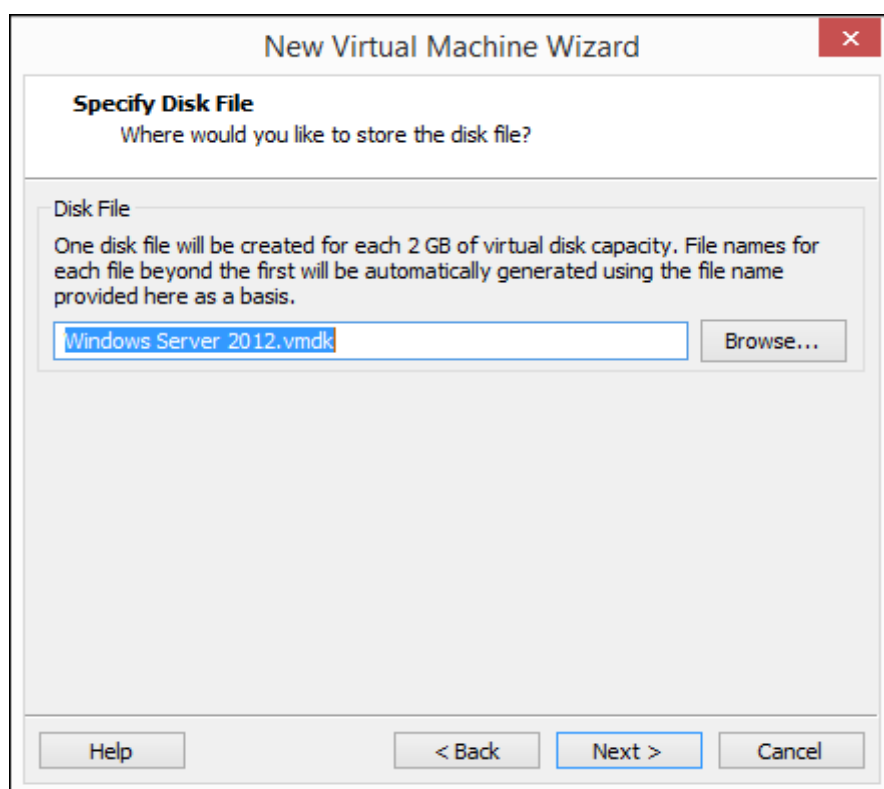 New Virtual Machine Wizard
Specify Disk File
Where would you like to store the disk file?
Disk File
One disk file will be created for each 2 GB of virtual disk capacity. File names for
each file beyond the first will be automatically generated using the file name
provided here as a basis.
Windows Server 2012.vmdk
Browse...
Help
< Back
Next >
Cancel